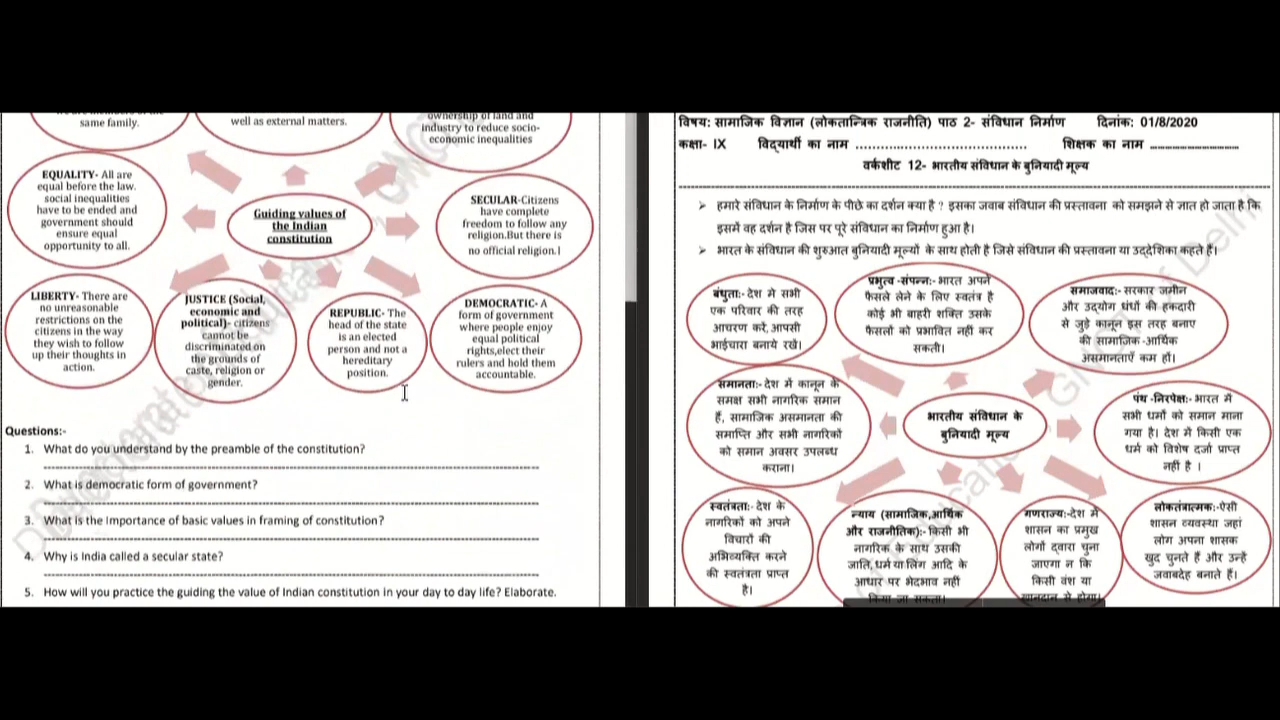 same family.
well as external matters.
ownership of land and
industry to reduce socio-
economic inequalities
EQUALITY- All are
equal before the law.
social inequalities
have to be ended and
government should
ensure equal
opportunity to all.
Guiding values of
the Indian
constitution
SECULAR-Citizens
have complete
freedom to follow any
religion.But there is
no official religion.l
LIBERTY- There are
no unreasonable
restrictions on the
citizens in the way
they wish to follow
up their thoughts in
action.
JUSTICE (Social,
economic and
political)- citizens
cannot be
discriminated on
the grounds of
caste, religion or
gender.
REPUBLIC- The
head of the state
is an elected
person and not a
hereditary
position.
DEMOCRATIC- A
form of government
where people enjoy
equal political
rights,elect their
rulers and hold them
accountable.
Questions:-
1. What do you understand by the preamble of the constitution?
2. What is democratic form of government?
3. What is the Importance of basic values in framing of constitution?
4. Why is India called a secular state?
5. How will you practice the guiding the value of Indian constitution in your day to day life? Elaborate.
विषय: सामाजिक विज्ञान (लोकतान्त्रिक राजनीति) पाठ 2- संविधान निर्माण दिनांक: 01/8/2020
कक्षा- IX विद्यार्थी का नाम ........................................ शिक्षक का नाम ........................
वर्कशीट 12- भारतीय संविधान के बुनियादी मूल्य
➢ हमारे संविधान के निर्माण के पीछे का दर्शन क्या है ? इसका जवाब संविधान की प्रस्तावना को समझने से ज्ञात हो जाता है कि
इसमें वह दर्शन है जिस पर पूरे संविधान का निर्माण हुआ है।
➢ भारत के संविधान की शुरुआत बुनियादी मूल्यों के साथ होती है जिसे संविधान की प्रस्तावना या उद्देशिका कहते हैं।
बंधुता:- देश मे सभी
एक परिवार की तरह
आचरण करें,आपसी
भाईचारा बनाये रखें।
प्रभुत्व -संपन्न:- भारत अपने
फैसले लेने के लिए स्वतंत्र है
कोई भी बाहरी शक्ति उसके
फैसलों को प्रभावित नहीं कर
सकती।
समाजवाद:- सरकार जमीन
और उद्योग धंधों की हकदारी
से जुड़े कानून इस तरह बनाए
की सामाजिक -आर्थिक
असमानताएँ कम हों।
समानता:- देश में कानून के
समक्ष सभी नागरिक समान
हैं, सामाजिक असमानता की
समाप्ति और सभी नागरिकों
को समान अवसर उपलब्ध
कराना।
भारतीय संविधान के
बुनियादी मूल्य
पंथ -निरपेक्ष:- भारत में
सभी धर्मों को समान माना
गया है। देश में किसी एक
धर्म को विशेष दर्जा प्राप्त
नहीं है ।
स्वतंत्रता:- देश के
नागरिकों को अपने
विचारों की
अभिव्यक्ति करने
की स्वतंत्रता प्राप्त
है।
न्याय (सामाजिक,आर्थिक
और राजनीतिक):- किसी भी
नागरिक के साथ उसकी
जाति,धर्म या लिंग आदि के
आधार पर भेदभाव नहीं
किया जा सकता।
गणराज्य:-देश में
शासन का प्रमुख
लोगों द्वारा चुना
जाएगा न कि
किसी वंश या
खानदान से होगा।
लोकतंत्रात्मक:-ऐसी
शासन व्यवस्था जहां
लोग अपना शासक
खुद चुनते हैं और उन्हें
जवाबदेह बनाते हैं।